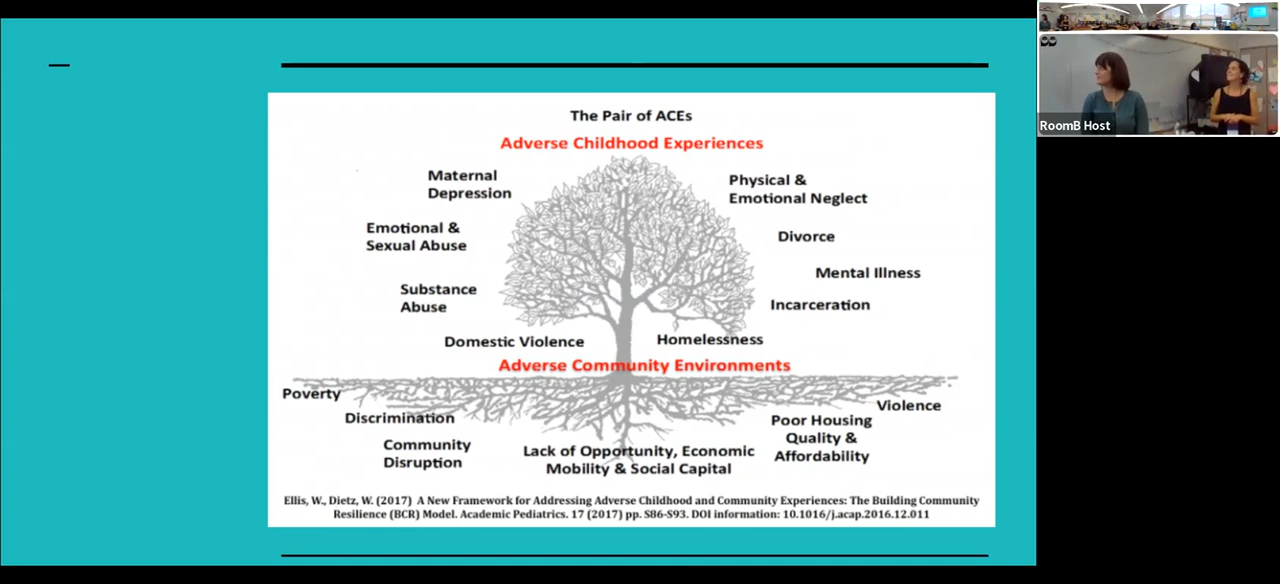 The Pair of ACEs
Adverse Childhood Experiences
Maternal
Depression
Physical &
Emotional Neglect
Emotional &
Sexual Abuse
Divorce
Mental Illness
Substance
Abuse
Incarceration
Domestic Violence
Homelessness
Adverse Community Environments
Poverty
Violence
Discrimination
Poor Housing
Quality &
Affordability
Community
Disruption
Lack of Opportunity, Economic
Mobility & Social Capital
Ellis, W., Dietz, W. (2017) A New Framework for Addressing Adverse Childhood and Community Experiences: The Building Community
Resilience (BCR) Model. Academic Pediatrics. 17 (2017) pp. S86-S93. DOI information: 10.1016/j.acap.2016.12.011
RoomB Host